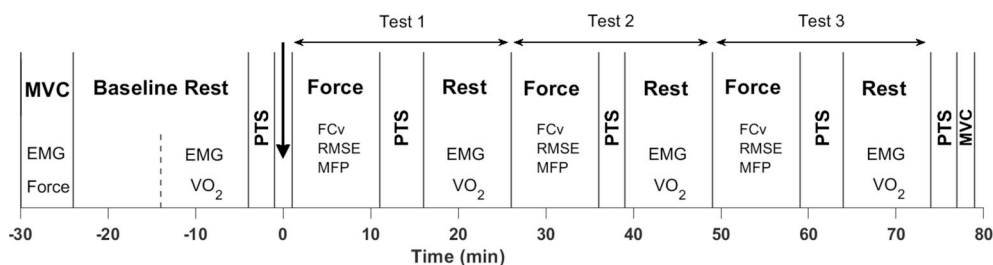 Test 1 Test 2 Test 3
MVC Baseline Rest PTS Force PTS Rest Force PTS Rest Force PTS Rest PTS MVC
FCv FCv FCv
EMG EMG RMSE EMG RMSE EMG RMSE EMG
MFP MFP MFP
Force VO2 VO2 VO2 VO2
-30 -20 -10 0 10 20 30 40 50 60 70 80
Time (min)